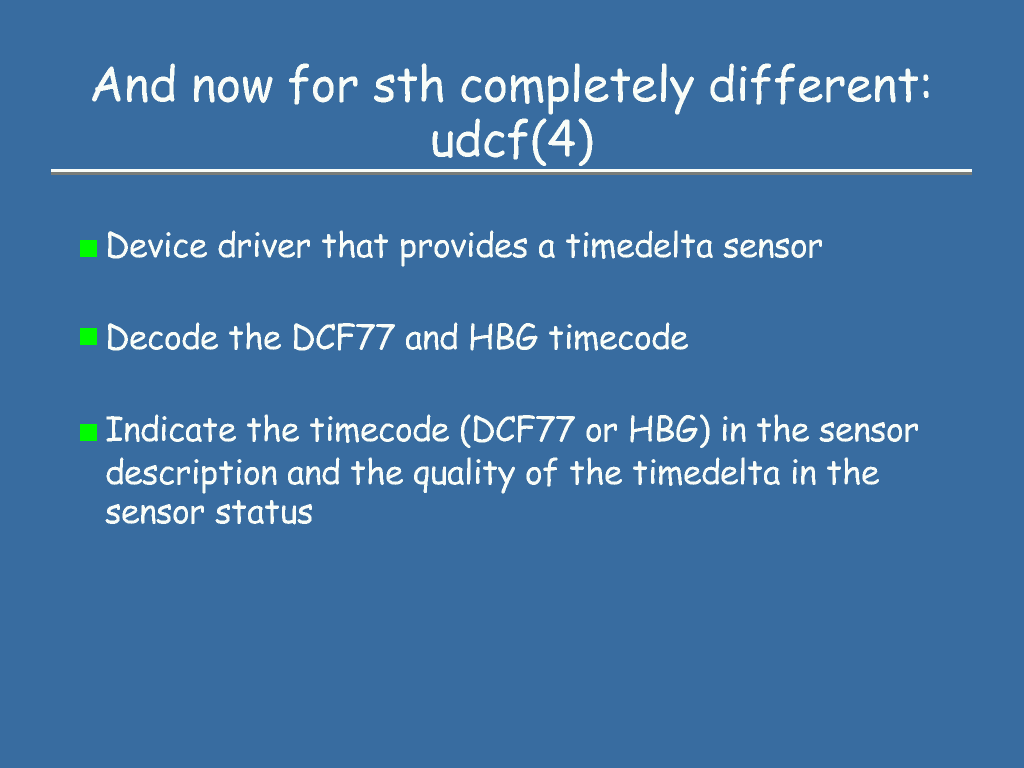 And now for sth completely different:
udcf(4)
Device driver that provides a timedelta sensor
Decode the DCF77 and HBG timecode
Indicate the timecode (DCF77 or HBG) in the sensor
description and the quality of the timedelta in the
sensor status